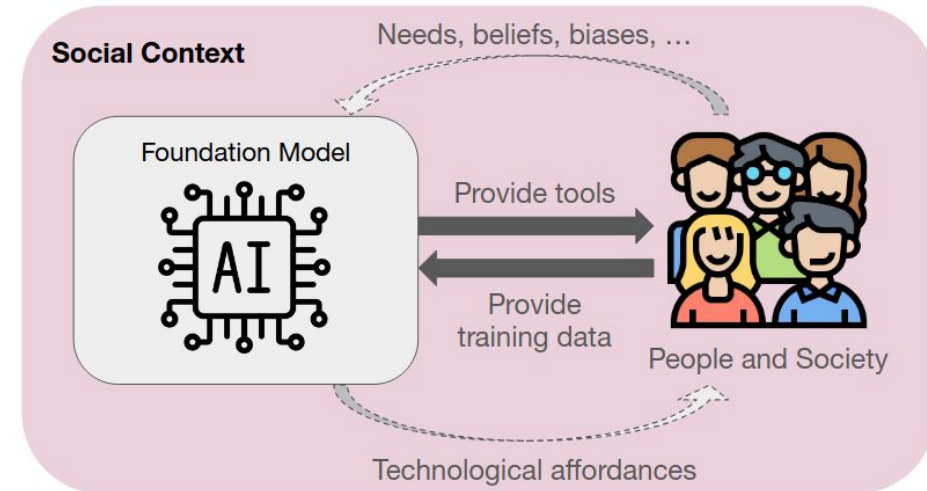 Needs, beliefs, biases, …
Social Context
Foundation Model
AI
Provide tools
Provide
training data
People and Society
Technological affordances